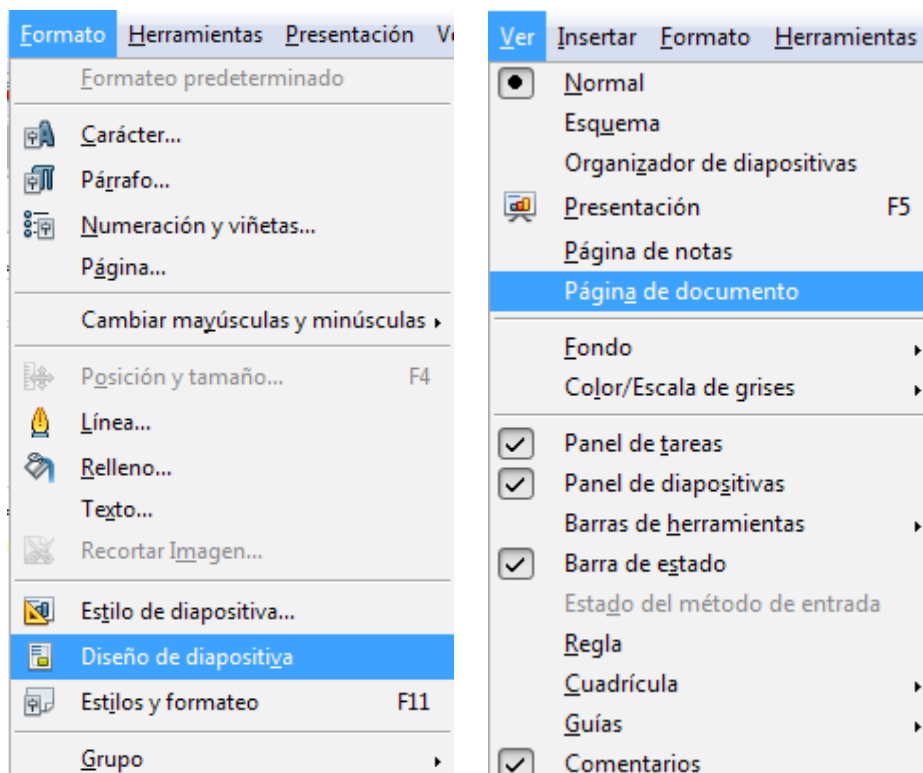 Formato Herramientas Presentación V
Formateo predeterminado
Carácter...
Párrafo...
Numeración y viñetas...
Página...
Cambiar mayúsculas y minúsculas
Posición y tamaño... F4
Línea...
Relleno...
Texto...
Recortar Imagen...
Estilo de diapositiva...
Diseño de diapositiva
Estilos y formateo F11
Grupo
Ver Insertar Formato Herramientas
Normal
Esquema
Organizador de diapositivas
Presentación F5
Página de notas
Página de documento
Fondo
Color/Escala de grises
Panel de tareas
Panel de diapositivas
Barras de herramientas
Barra de estado
Estado del método de entrada
Regla
Cuadrícula
Guías
Comentarios